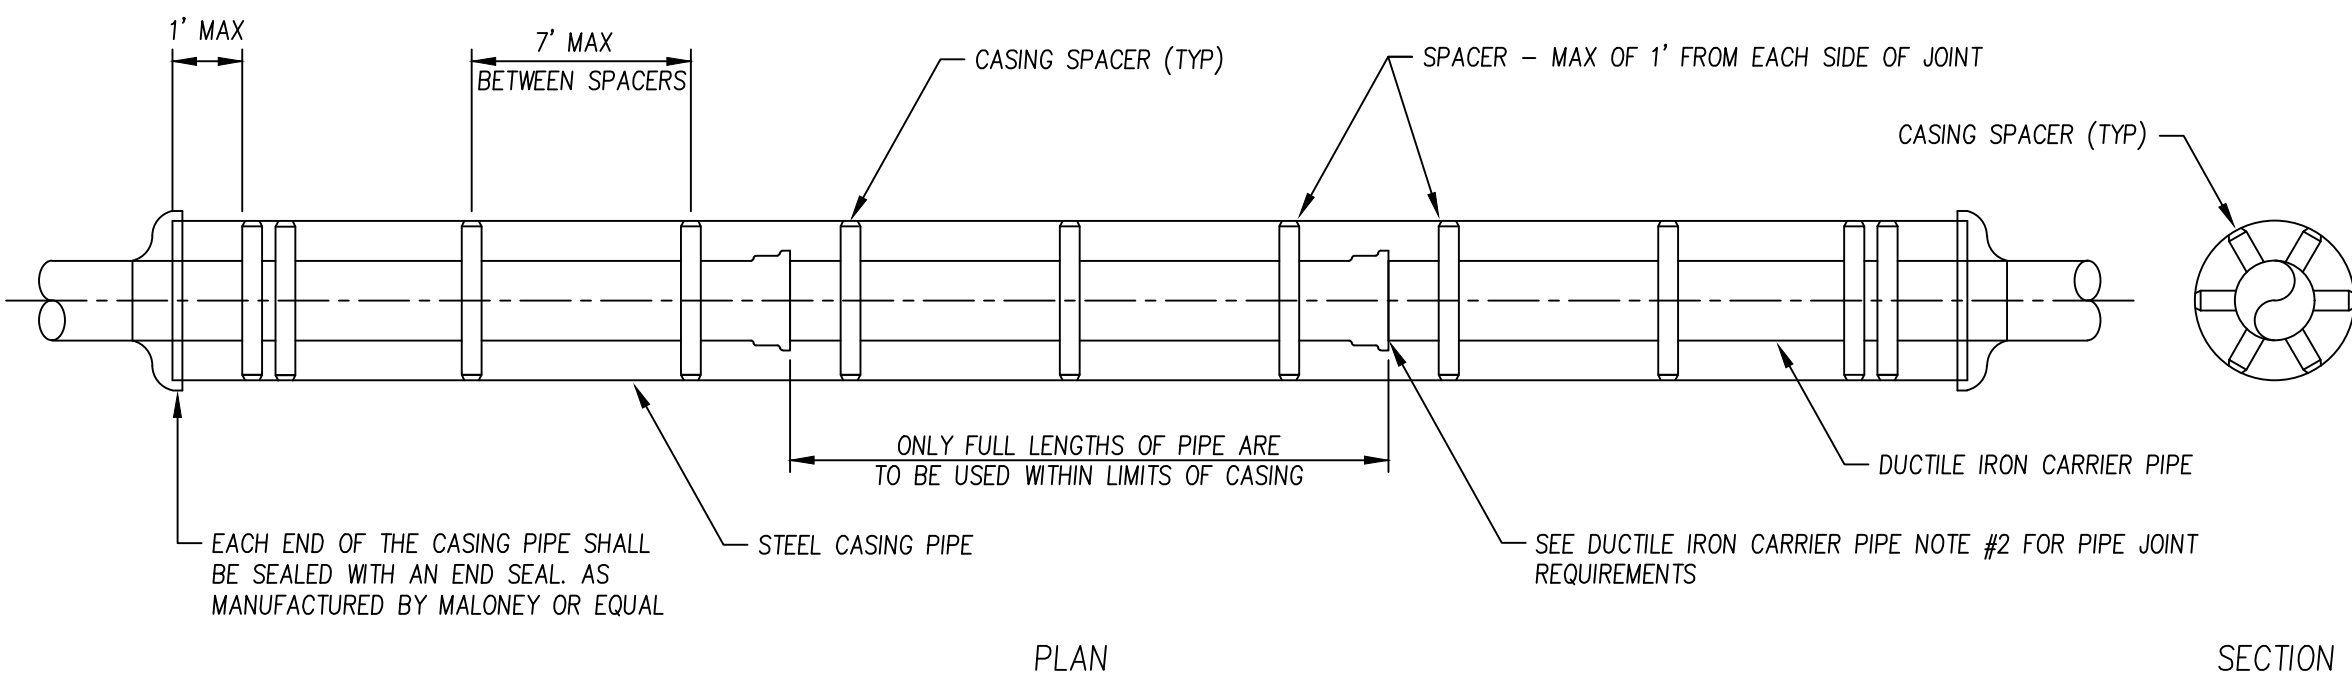 1' MAX
7' MAX
BETWEEN SPACERS
CASING SPACER (TYP)
SPACER – MAX OF 1' FROM EACH SIDE OF JOINT
CASING SPACER (TYP)
ONLY FULL LENGTHS OF PIPE ARE
TO BE USED WITHIN LIMITS OF CASING
DUCTILE IRON CARRIER PIPE
EACH END OF THE CASING PIPE SHALL
BE SEALED WITH AN END SEAL. AS
MANUFACTURED BY MALONEY OR EQUAL
STEEL CASING PIPE
SEE DUCTILE IRON CARRIER PIPE NOTE #2 FOR PIPE JOINT
REQUIREMENTS
PLAN
SECTION